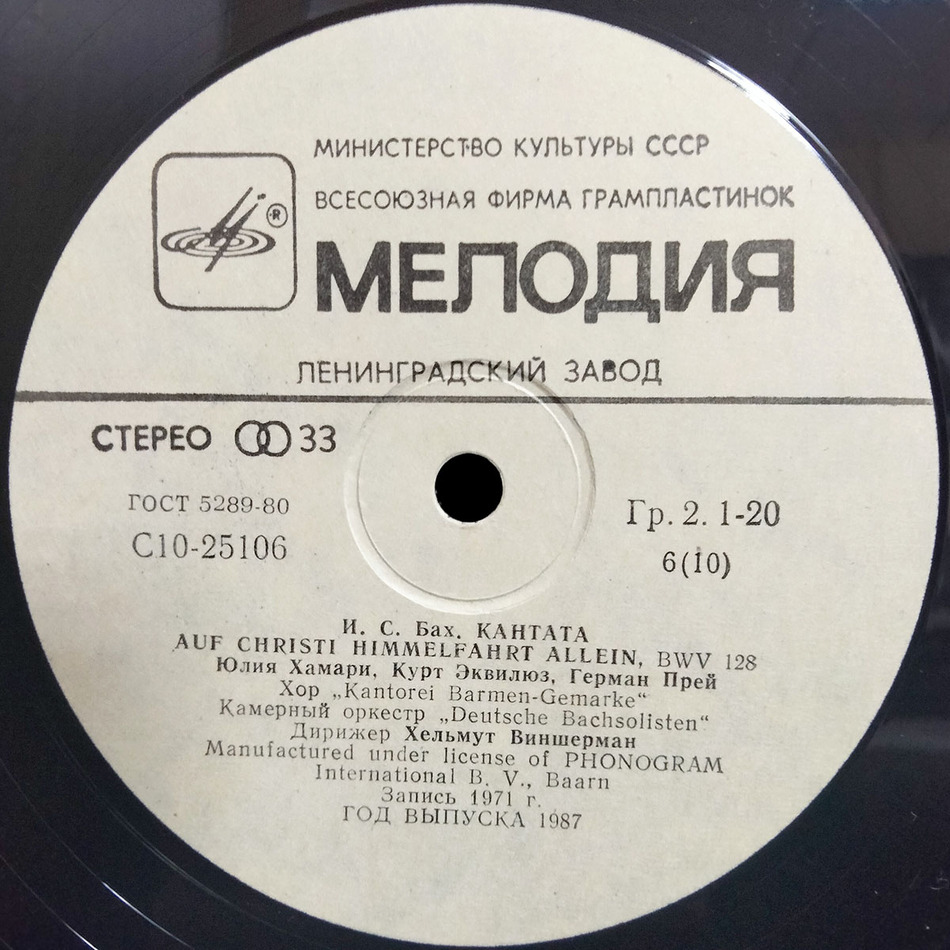 МИНИСТЕРСТВО КУЛЬТУРЫ СССР
ВСЕСОЮЗНАЯ ФИРМА ГРАМПЛАСТИНОК
®
МЕЛОДИЯ
ЛЕНИНГРАДСКИЙ ЗАВОД
СТЕРЕО 33
ГОСТ 5289-80
С10-25106
Гр. 2. 1-20
6(10)
И. С. Бах. КАНТАТА
AUF CHRISTI HIMMELFAHRT ALLEIN, BWV 128
Юлия Хамари, Курт Эквилюз, Герман Прей
Хор „Kantorei Barmen-Gemarke“
Камерный оркестр „Deutsche Bachsolisten“
Дирижер Хельмут Виншерман
Manufactured under license of PHONOGRAM
International B. V., Baarn
Запись 1971 г.
ГОД ВЫПУСКА 1987